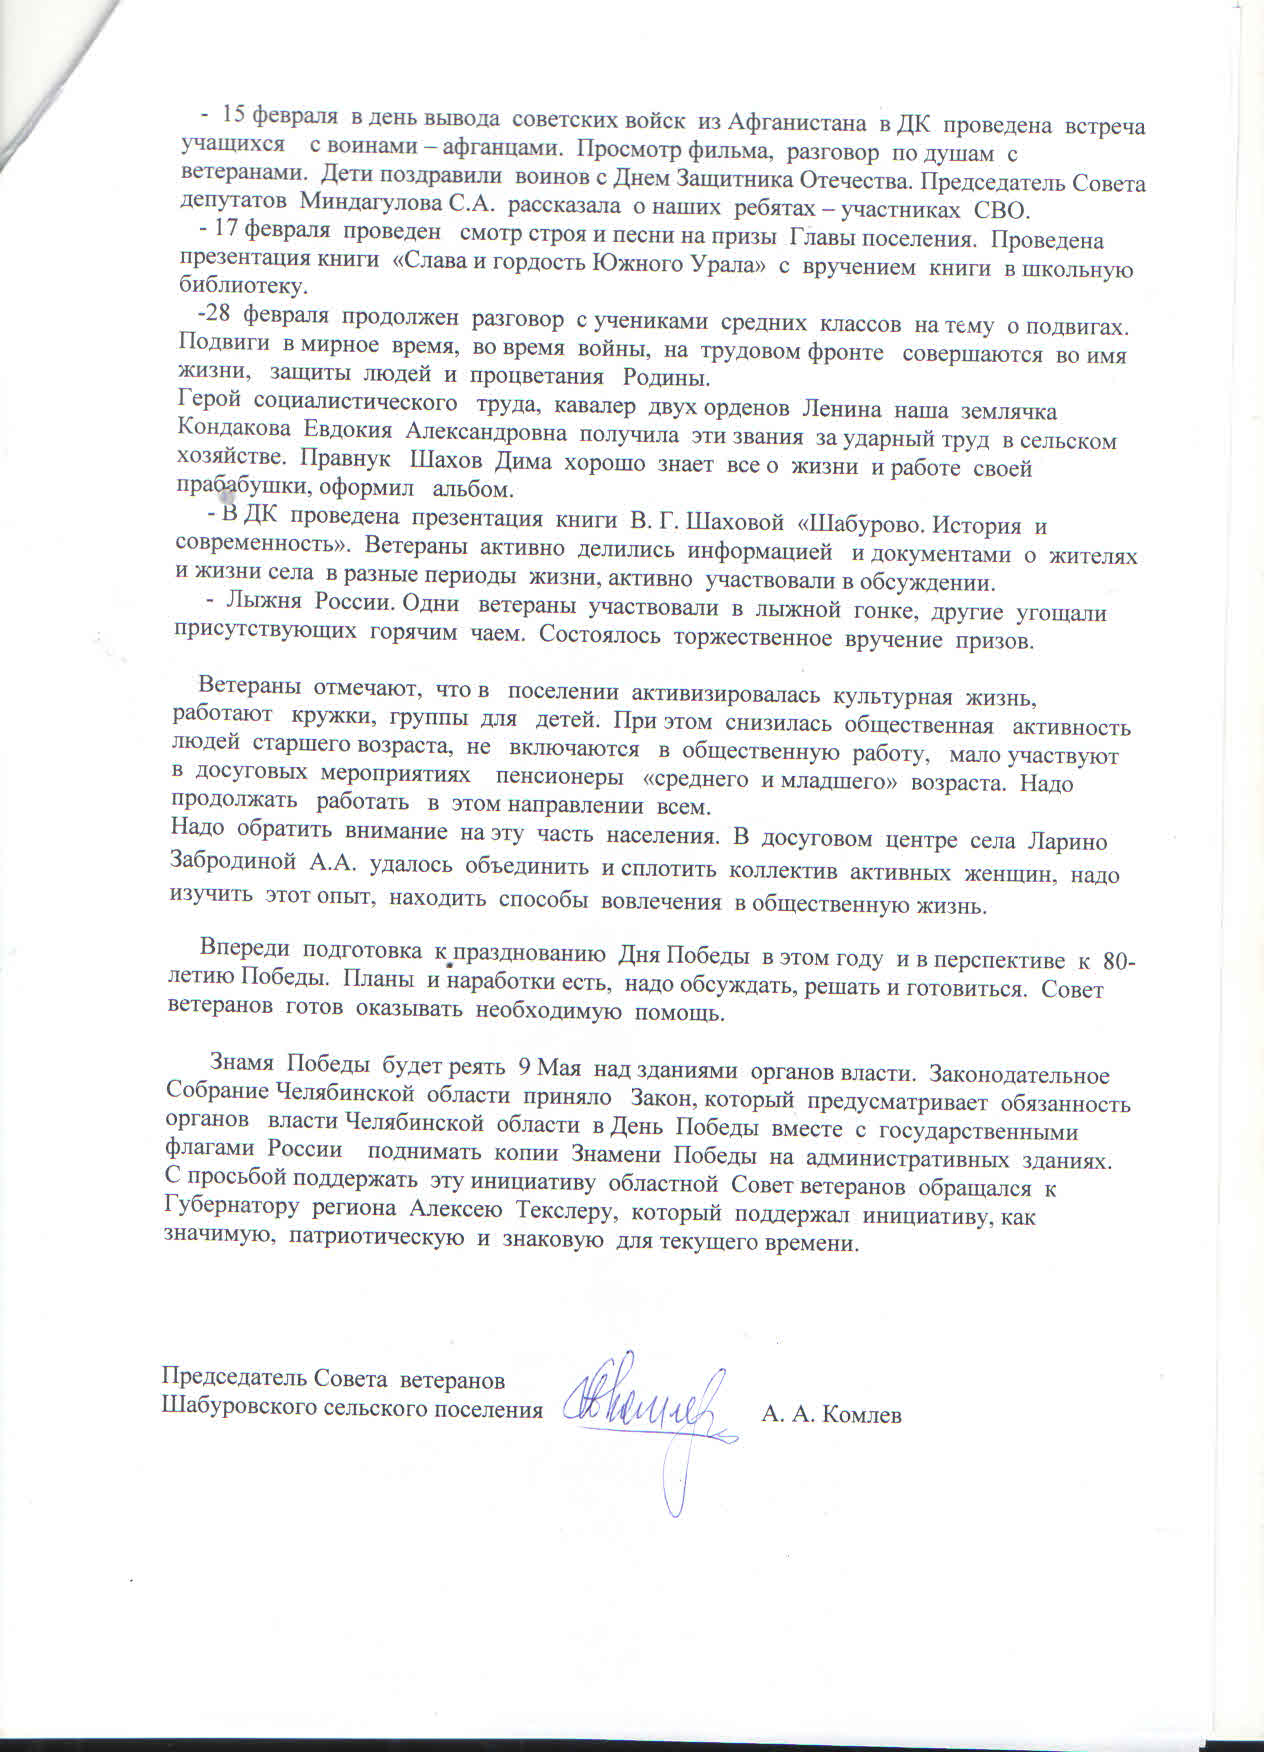 - 15 февраля в день вывода советских войск из Афганистана в ДК проведена встреча
учащихся с воинами – афганцами. Просмотр фильма, разговор по душам с
ветеранами. Дети поздравили воинов с Днем Защитника Отечества. Председатель Совета
депутатов Миндагулова С.А. рассказала о наших ребятах – участниках СВО.
- 17 февраля проведен смотр строя и песни на призы Главы поселения. Проведена
презентация книги «Слава и гордость Южного Урала» с вручением книги в школьную
библиотеку.
-28 февраля продолжен разговор с учениками средних классов на тему о подвигах.
Подвиги в мирное время, во время войны, на трудовом фронте совершаются во имя
жизни, защиты людей и процветания Родины.
Герой социалистического труда, кавалер двух орденов Ленина наша землячка
Кондакова Евдокия Александровна получила эти звания за ударный труд в сельском
хозяйстве. Правнук Шахов Дима хорошо знает все о жизни и работе своей
прабабушки, оформил альбом.
- В ДК проведена презентация книги В. Г. Шаховой «Шабурово. История и
современность». Ветераны активно делились информацией и документами о жителях
и жизни села в разные периоды жизни, активно участвовали в обсуждении.
- Лыжня России. Одни ветераны участвовали в лыжной гонке, другие угощали
присутствующих горячим чаем. Состоялось торжественное вручение призов.
Ветераны отмечают, что в поселении активизировалась культурная жизнь,
работают кружки, группы для детей. При этом снизилась общественная активность
людей старшего возраста, не включаются в общественную работу, мало участвуют
в досуговых мероприятиях пенсионеры «среднего и младшего» возраста. Надо
продолжать работать в этом направлении всем.
Надо обратить внимание на эту часть населения. В досуговом центре села Ларино
Забродиной А.А. удалось объединить и сплотить коллектив активных женщин, надо
изучить этот опыт, находить способы вовлечения в общественную жизнь.
Впереди подготовка к празднованию Дня Победы в этом году и в перспективе к 80-
летию Победы. Планы и наработки есть, надо обсуждать, решать и готовиться. Совет
ветеранов готов оказывать необходимую помощь.
Знамя Победы будет реять 9 Мая над зданиями органов власти. Законодательное
Собрание Челябинской области приняло Закон, который предусматривает обязанность
органов власти Челябинской области в День Победы вместе с государственными
флагами России поднимать копии Знамени Победы на административных зданиях.
С просьбой поддержать эту инициативу областной Совет ветеранов обращался к
Губернатору региона Алексею Текслеру, который поддержал инициативу, как
значимую, патриотическую и знаковую для текущего времени.
Председатель Совета ветеранов
Шабуровского сельского поселения А. А. Комлев